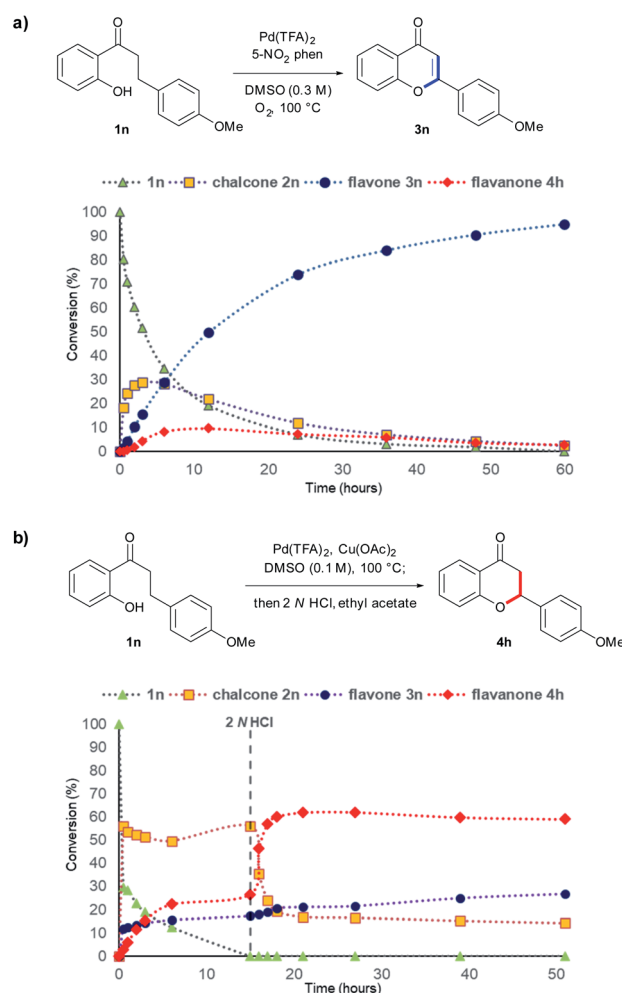 a)
O
OH
OMe
1n
Pd(TFA)₂
5-NO₂ phen
DMSO (0.3 M)
O₂, 100 °C
O
O
OMe
3n
1n chalcone 2n flavone 3n flavanone 4h
Conversion (%)
100
90
80
70
60
50
40
30
20
10
0
0 10 20 30 40 50 60
Time (hours)
b)
O
OH
OMe
1n
Pd(TFA)₂, Cu(OAc)₂
DMSO (0.1 M), 100 °C;
then 2 N HCl, ethyl acetate
O
O
OMe
4h
1n chalcone 2n flavone 3n flavanone 4h
2 N HCl
Conversion (%)
100
90
80
70
60
50
40
30
20
10
0
0 10 20 30 40 50
Time (hours)